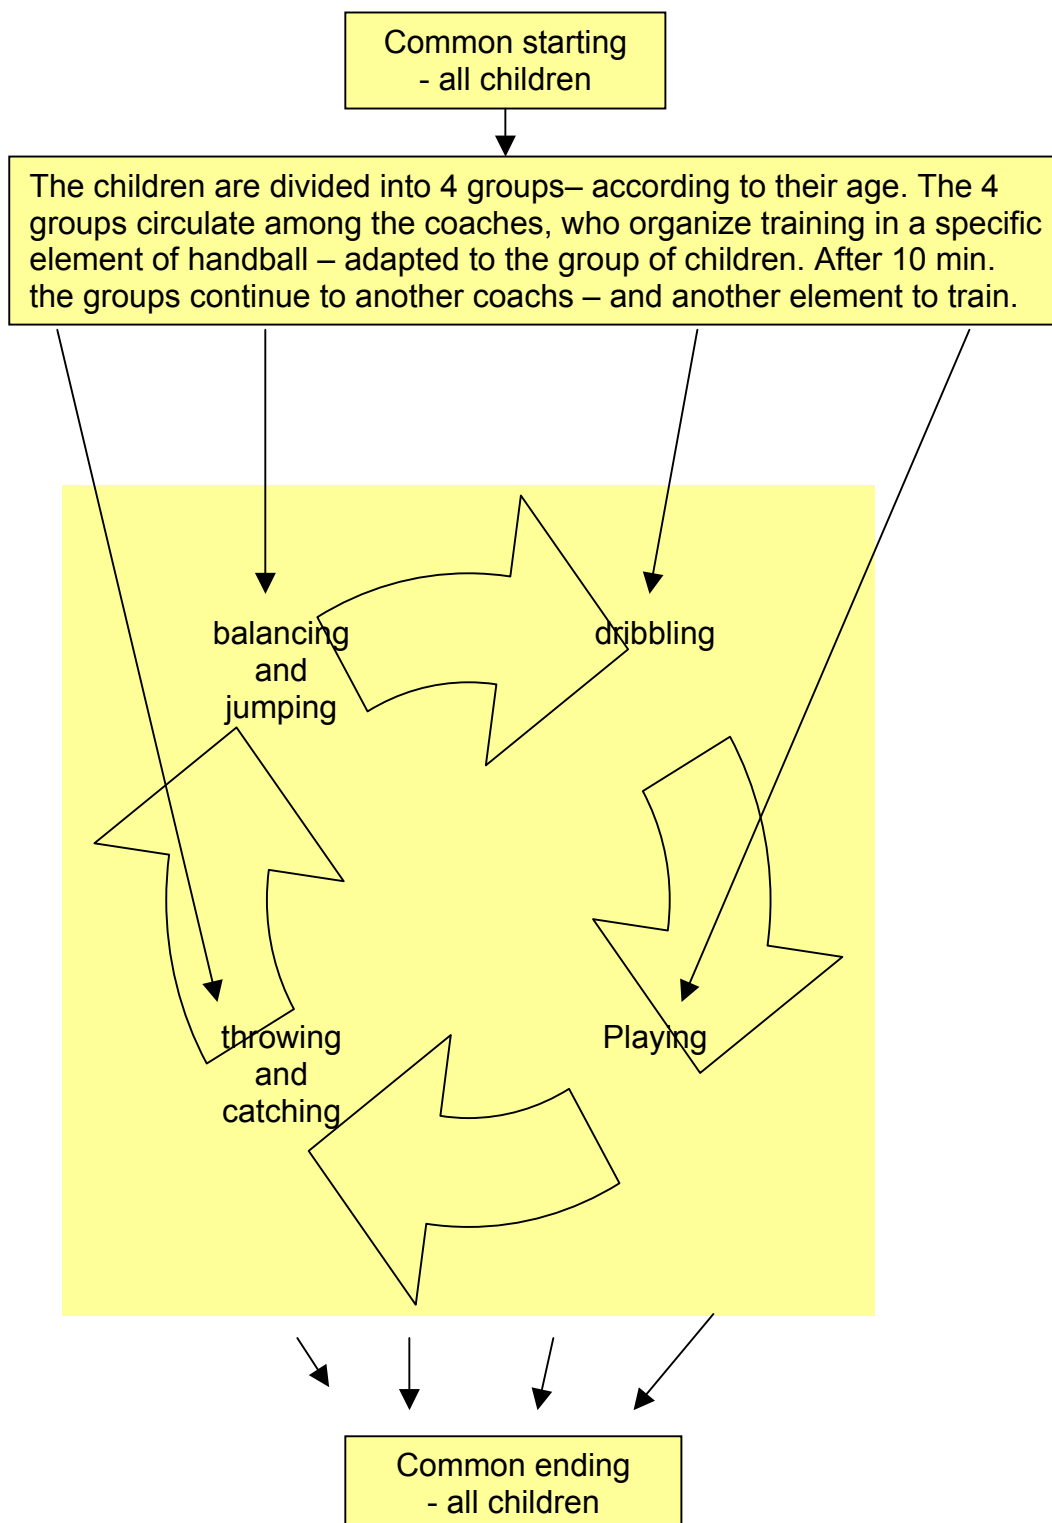 Common starting
- all children
The children are divided into 4 groups– according to their age. The 4
groups circulate among the coaches, who organize training in a specific
element of handball – adapted to the group of children. After 10 min.
the groups continue to another coachs – and another element to train.
balancing
and
jumping
dribbling
throwing
and
catching
Playing
Common ending
- all children